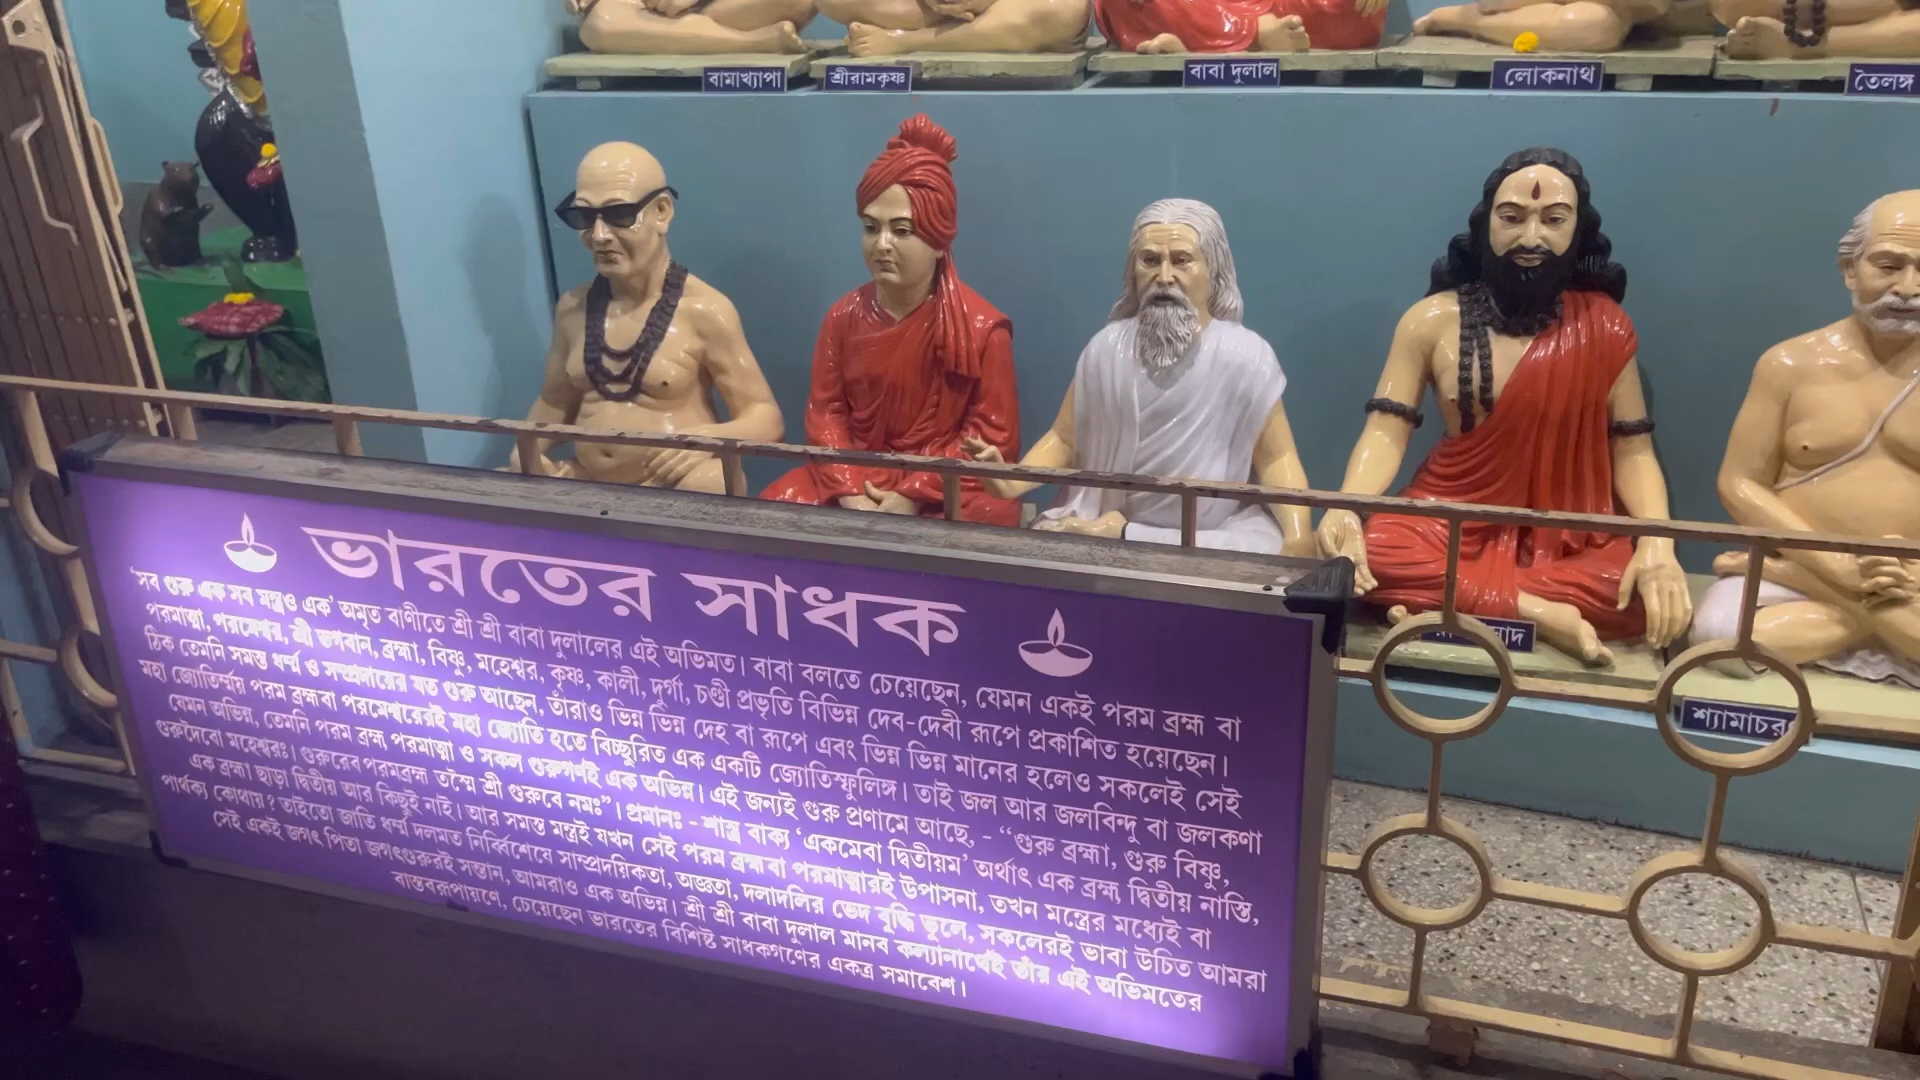 বামাখ্যাপা
শ্রীরামকৃষ্ণ
বাবা দুলাল
লোকনাথ
তৈলঙ্গ
শ্যামাচর
ভারতের সাধক
‘সব গুরু এক সব মন্ত্রও এক’ অমৃত বাণীতে শ্রী শ্রী বাবা দুলালের এই অভিমত। বাবা বলতে চেয়েছেন, যেমন একই পরম ব্রহ্ম বা
পরমাত্মা, পরমেশ্বর, শ্রী ভগবান, ব্রহ্মা, বিষ্ণু, মহেশ্বর, কৃষ্ণ, কালী, দুর্গা, চণ্ডী প্রভৃতি বিভিন্ন দেব-দেবী রূপে প্রকাশিত হয়েছেন।
ঠিক তেমনি সমস্ত ধর্ম্ম ও সম্প্রদায়ের যত গুরু আছেন, তাঁরাও ভিন্ন ভিন্ন দেহ বা রূপে এবং ভিন্ন ভিন্ন মানের হলেও সকলেই সেই
মহা জ্যোতির্ম্ময় পরম ব্রহ্মবা পরমেশ্বরেরই মহা জ্যোতি হতে বিচ্ছুরিত এক একটি জ্যোতিস্ফুলিঙ্গ। তাই জল আর জলবিন্দু বা জলকণা
যেমন অভিন্ন, তেমনি পরম ব্রহ্ম পরমাত্মা ও সকল গুরুগণই এক অভিন্ন। এই জন্যই গুরু প্রণামে আছে, - “গুরু ব্রহ্মা, গুরু বিষ্ণু,
গুরুদেবো মহেশ্বরঃ। গুরুরেব পরমব্রহ্ম তস্মৈ শ্রী গুরুবে নমঃ”। প্রমানঃ - শাস্ত্র বাক্য ‘একমেবা দ্বিতীয়ম’ অর্থাৎ এক ব্রহ্ম দ্বিতীয় নাস্তি,
এক ব্রহ্মা ছাড়া দ্বিতীয় আর কিছুই নাই। আর সমস্ত মন্ত্রই যখন সেই পরম ব্রহ্মবা পরমাত্মারই উপাসনা, তখন মন্ত্রের মধ্যেই বা
পার্থক্য কোথায়? তইিতো জাতি ধর্ম্ম দলমত নির্ব্বিশেষে সাম্প্রদায়িকতা, অজ্ঞতা, দলাদলির ভেদ বুদ্ধি ভুলে, সকলেরই ভাবা উচিত আমরা
সেই একই জগৎ পিতা জগৎগুরুরই সন্তান, আমরাও এক অভিন্ন। শ্রী শ্রী বাবা দুলাল মানব কল্যানার্থেই তাঁর এই অভিমতের
বাস্তবরূপায়ণে, চেয়েছেন ভারতের বিশিষ্ট সাধকগণের একত্র সমাবেশ।